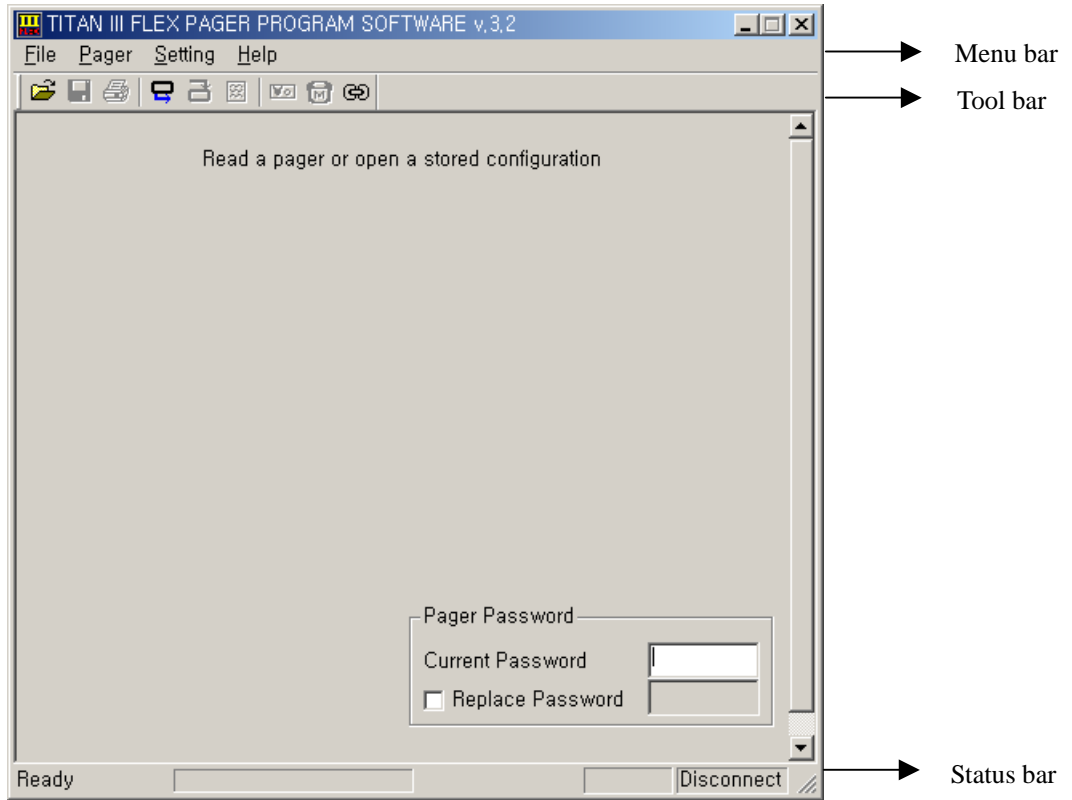 TITAN III FLEX PAGER PROGRAM SOFTWARE v,3,2
File Pager Setting Help
Menu bar
Tool bar
Read a pager or open a stored configuration
Pager Password
Current Password
Replace Password
Ready
Disconnect
Status bar